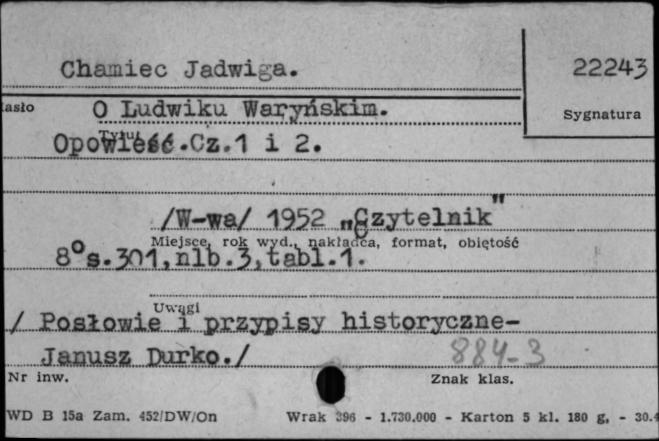 Chamiec Jadwiga.
22243
asło
O Ludwiku Waryńskim.
Sygnatura
Tytuł
Opowieść.Cz.1 i 2.
/W-wa/ 1952 „Czytelnik"
Miejsce, rok wyd., nakładca, format, objętość
8° s.301,nlb.3,tabl.1.
Uwagi
/ Posłowie i przypisy historyczne-
Janusz Durko./
884-3
Nr inw.
Znak klas.
WD B 15a Zam. 452/DW/On
Wrak 396 - 1.730.000 - Karton 5 kl. 180 g. - 30.4